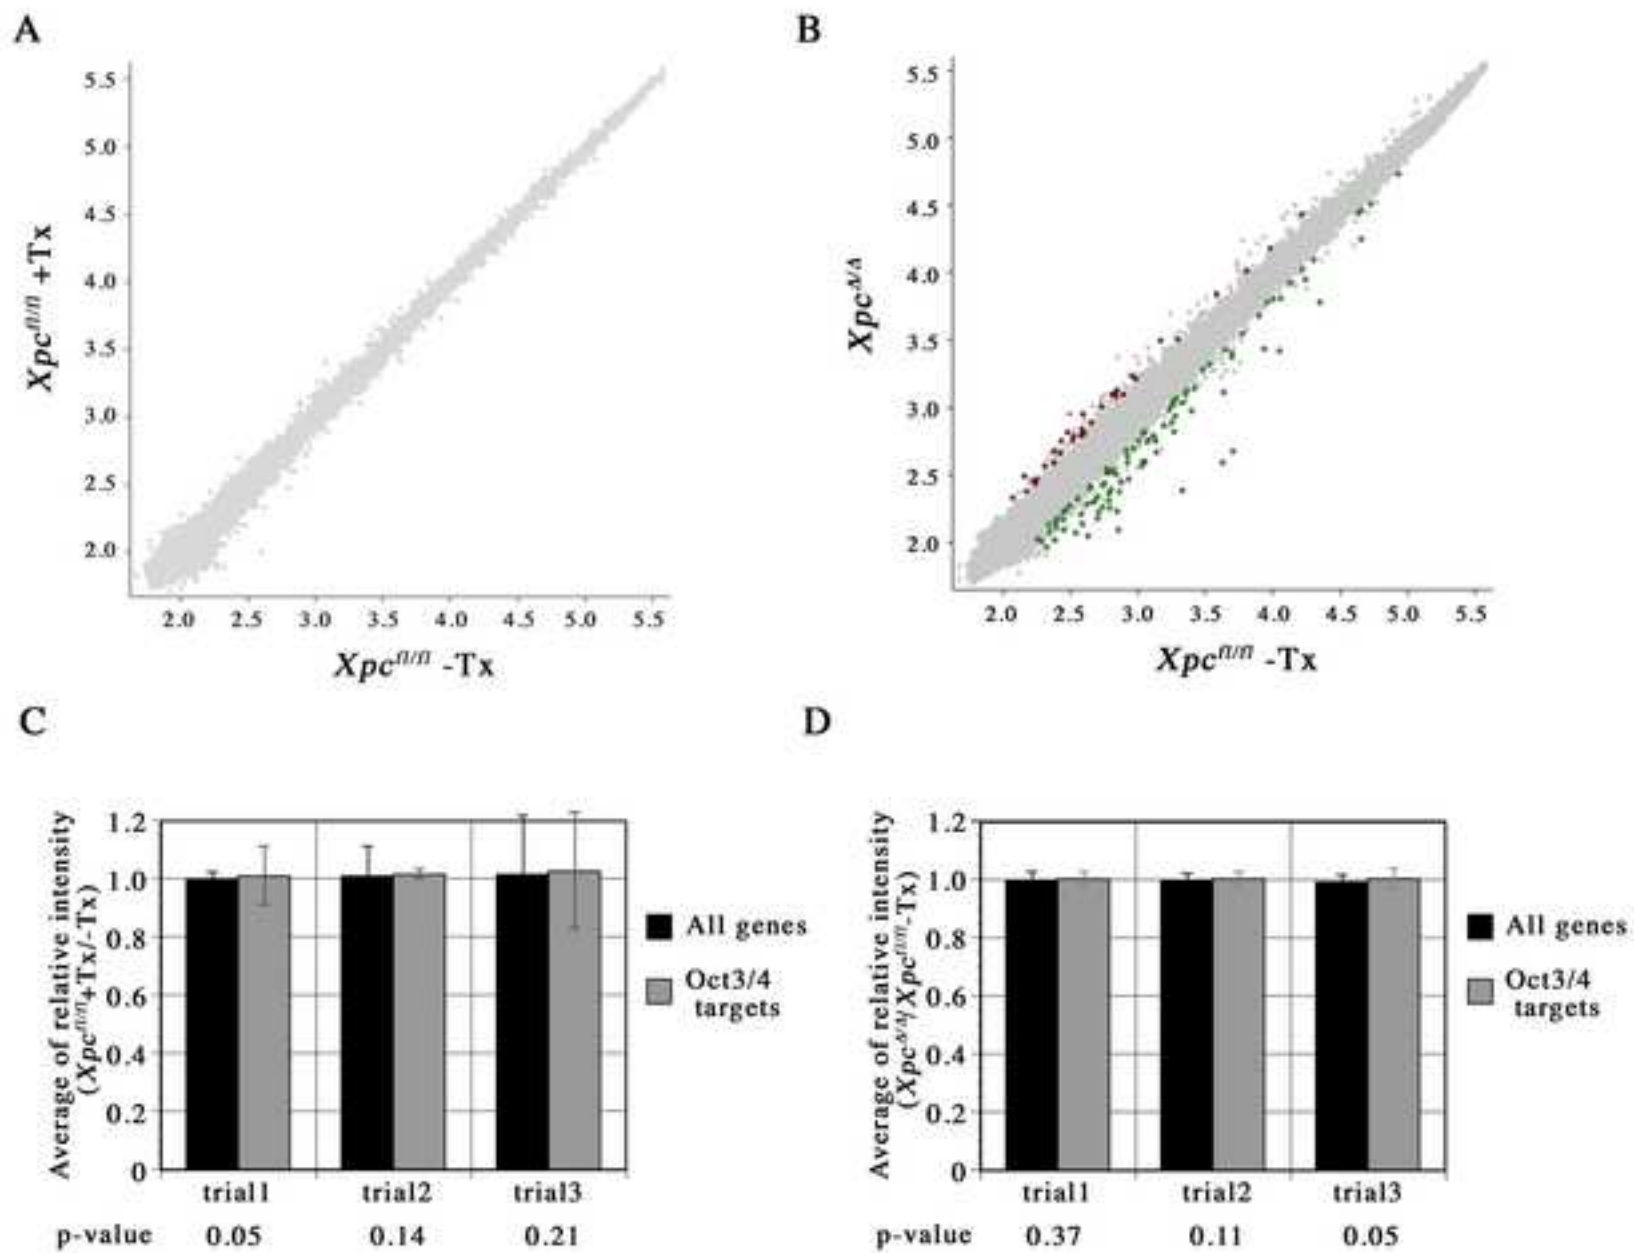 A
5.5
5.0
4.5
4.0
3.5
3.0
2.5
2.0
Xpc^fl/fl +Tx
2.0 2.5 3.0 3.5 4.0 4.5 5.0 5.5
Xpc^fl/fl -Tx
B
5.5
5.0
4.5
4.0
3.5
3.0
2.5
2.0
Xpc^Δ/Δ
2.0 2.5 3.0 3.5 4.0 4.5 5.0 5.5
Xpc^fl/fl -Tx
C
Average of relative intensity
(Xpc^fl/fl+Tx/-Tx)
1.2
1.0
0.8
0.6
0.4
0.2
0
All genes
Oct3/4
targets
trial1 trial2 trial3
p-value 0.05 0.14 0.21
D
Average of relative intensity
(Xpc^Δ/Δ/Xpc^fl/fl-Tx)
1.2
1.0
0.8
0.6
0.4
0.2
0
All genes
Oct3/4
targets
trial1 trial2 trial3
p-value 0.37 0.11 0.05